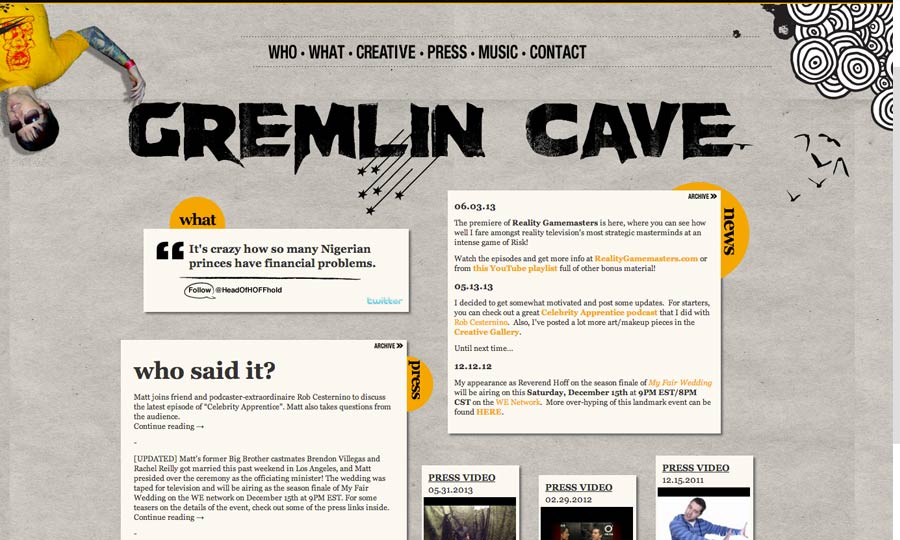 WHO • WHAT • CREATIVE • PRESS • MUSIC • CONTACT
GREMLIN CAVE
what
“ It's crazy how so many Nigerian
princes have financial problems.
Follow @HeadOfHOFFhold
twitter
ARCHIVE »
news
06.03.13
The premiere of Reality Gamemasters is here, where you can see how
well I fare amongst reality television's most strategic masterminds at an
intense game of Risk!
Watch the episodes and get more info at RealityGamemasters.com or
from this YouTube playlist full of other bonus material!
05.13.13
I decided to get somewhat motivated and post some updates. For starters,
you can check out a great Celebrity Apprentice podcast that I did with
Rob Cesternino. Also, I've posted a lot more art/makeup pieces in the
Creative Gallery.
Until next time...
12.12.12
My appearance as Reverend Hoff on the season finale of My Fair Wedding
will be airing on this Saturday, December 15th at 9PM EST/8PM
CST on the WE Network. More over-hyping of this landmark event can be
found HERE.
ARCHIVE »
press
who said it?
Matt joins friend and podcaster-extraordinaire Rob Cesternino to discuss
the latest episode of “Celebrity Apprentice”. Matt also takes questions from
the audience.
Continue reading →
-
[UPDATED] Matt's former Big Brother castmates Brendon Villegas and
Rachel Reilly got married this past weekend in Los Angeles, and Matt
presided over the ceremony as the officiating minister! The wedding was
taped for television and will be airing as the season finale of My Fair
Wedding on the WE network on December 15th at 9PM EST. For some
teasers on the details of the event, check out some of the press links inside.
Continue reading →
-
PRESS VIDEO
05.31.2013
PRESS VIDEO
02.29.2012
PRESS VIDEO
12.15.2011